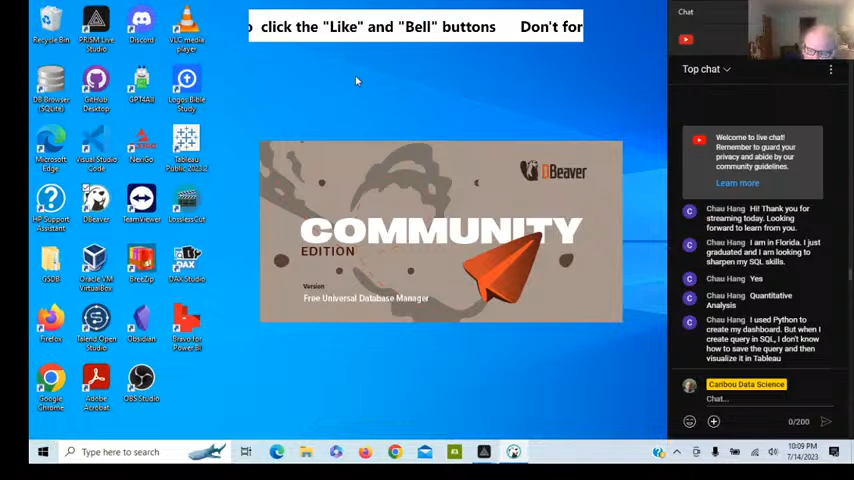 click the "Like" and "Bell" buttons Don't for
Recycle Bin
PRISM Live
Studio
Discord
VLC media
player
DB Browser
(SQLite)
GitHub
Desktop
GPT4All
Logos Bible
Study
Microsoft
Edge
Visual Studio
Code
Tableau
Public 2023.2
HP Support
Assistant
DBeaver
TeamViewer
LosslessCut
Oracle VM
VirtualBox
BreeZip
DAX Studio
Firefox
Talend Open
Studio
Obsidian
Bravo for
Power BI
Google
Chrome
Adobe
Acrobat
OBS Studio
DBeaver
COMMUNITY
EDITION
Version
Free Universal Database Manager
Chat
Top chat
Welcome to live chat!
Remember to guard your
privacy and abide by our
community guidelines.
Learn more
Chau Hang Hi! Thank you for
streaming today. Looking
forward to learn from you.
Chau Hang I am in Florida. I just
graduated and I am looking to
sharpen my SQL skills.
Chau Hang Yes
Chau Hang Quantitative
Analysis
Chau Hang I used Python to
create my dashboard. But when I
create query in SQL, I don't know
how to save the query and then
visualize it in Tableau
Caribou Data Science
Chat...
0/200
Type here to search
10:09 PM
7/14/2023